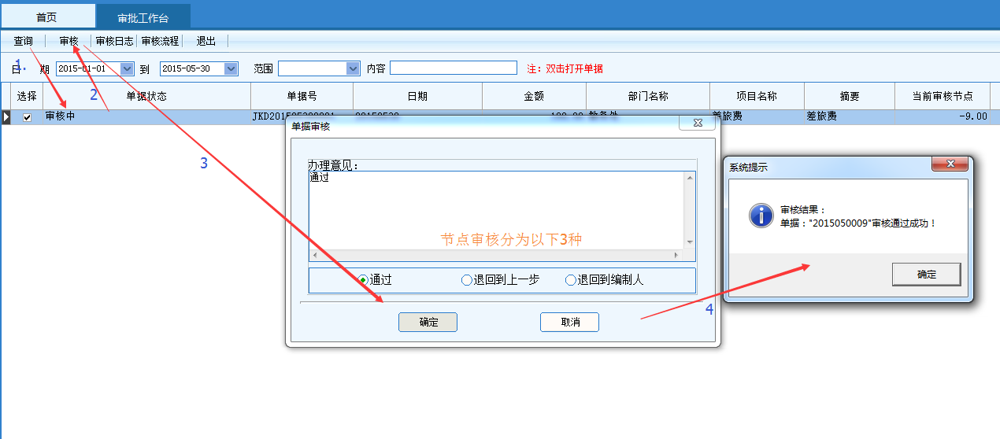 首页 审批工作台
查询 审核 审核日志 审核流程 退出
1.
日 期 2015-01-01 到 2015-05-30 范围 内容 注: 双击打开单据
2
选择 单据状态 单据号 日期 金额 部门名称 项目名称 摘要 当前审核节点
审核中 差旅费 差旅费 -9.00
单据审核
3
办理意见:
通过
节点审核分为以下3种
通过 退回到上一步 退回到编制人
确定 取消
4
系统提示
审核结果:
单据:"2015050009"审核通过成功!
确定